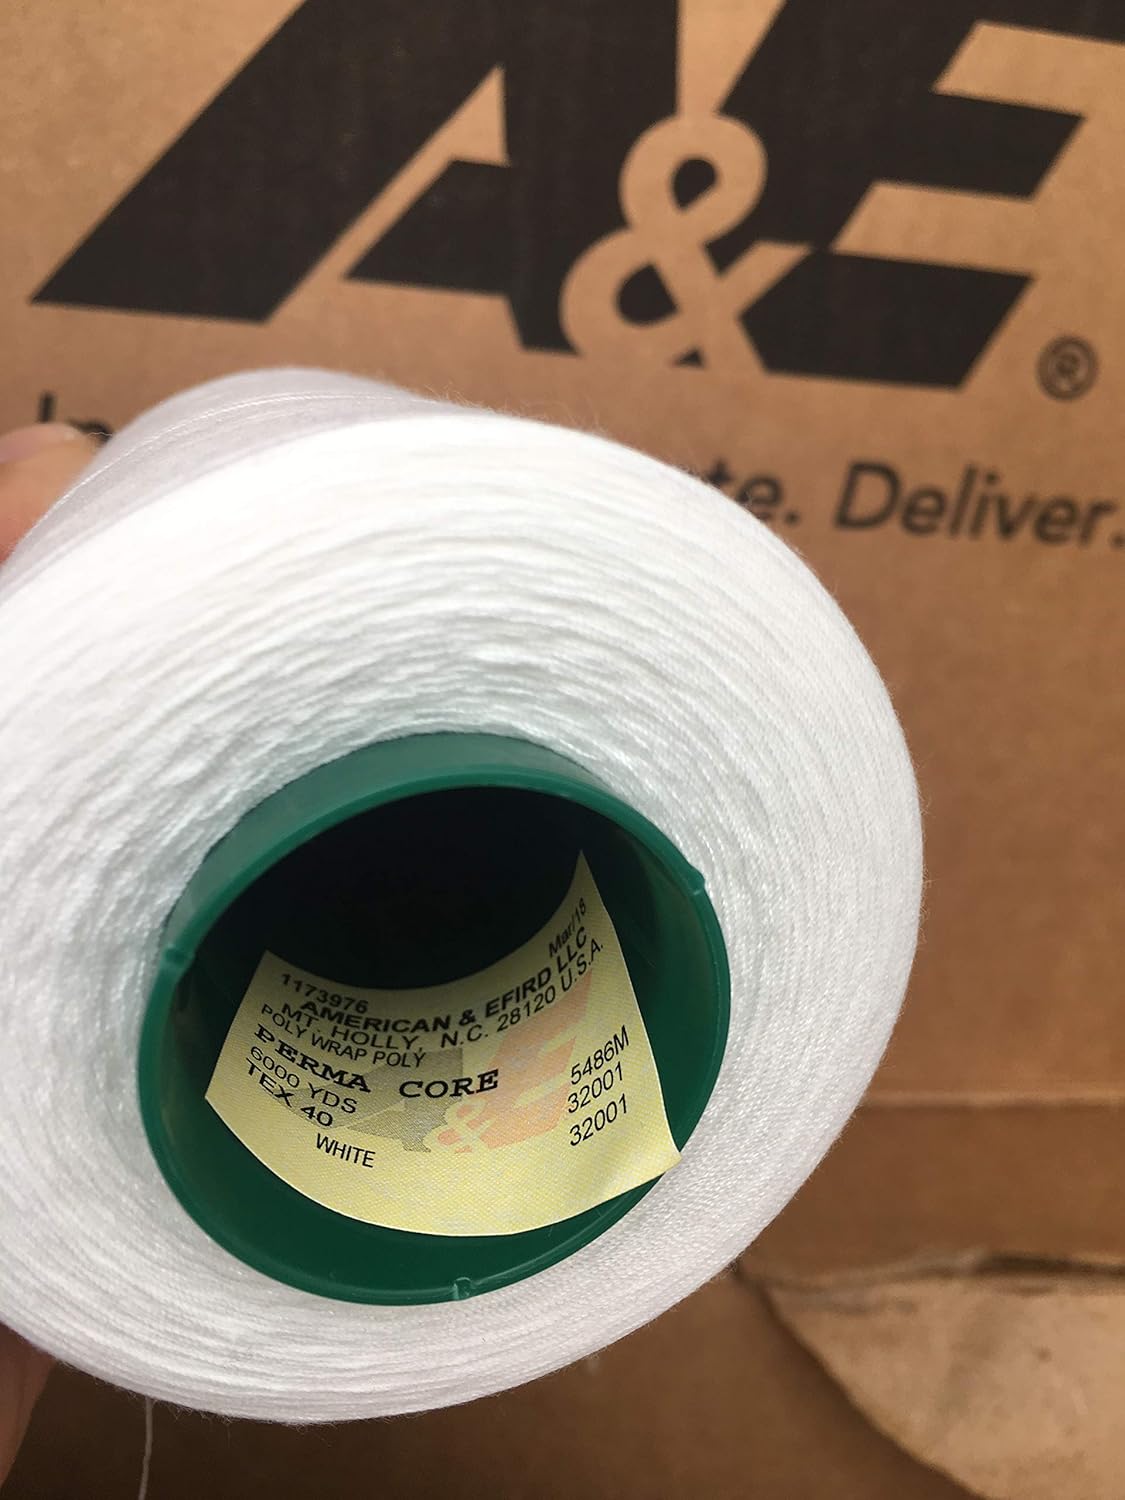 A&E®
te. Deliver.
Mar/18
1173976
AMERICAN & EFIRD LLC
MT. HOLLY, N.C. 28120 U.S.A.
POLY WRAP POLY
PERMA CORE 5486M
6000 YDS 32001
TEX 40 32001
WHITE
A&E